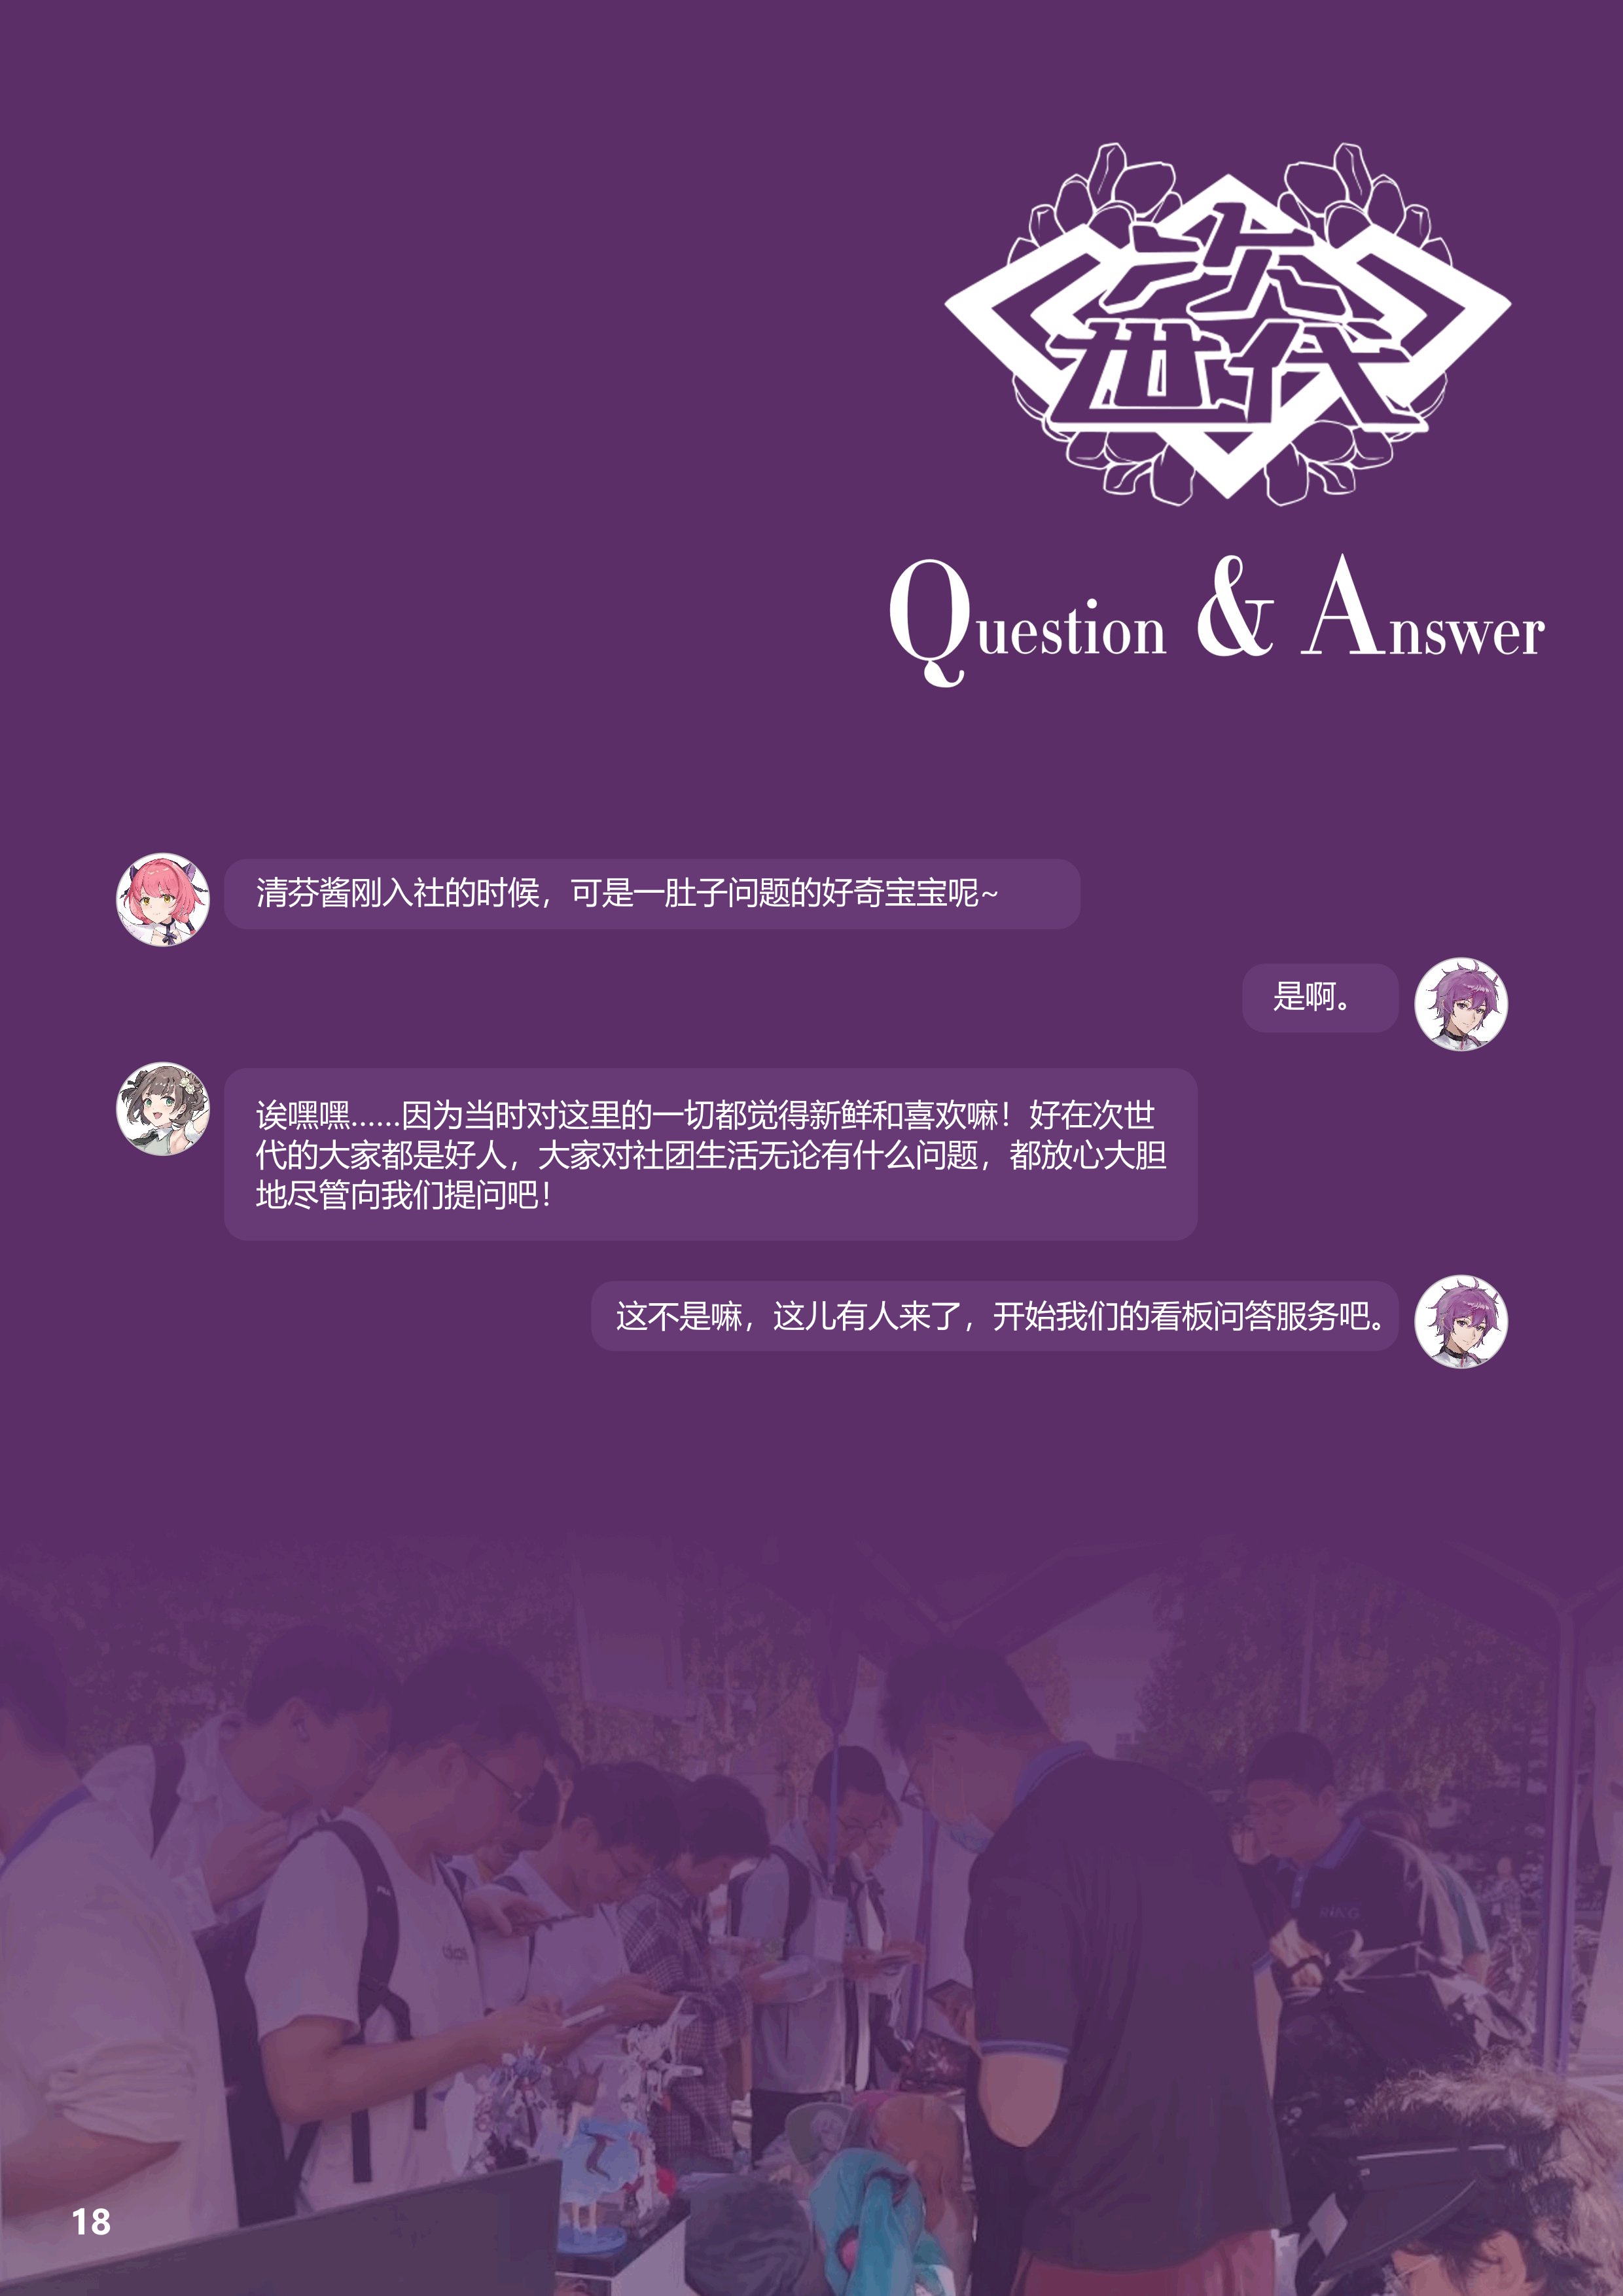 次
世代
Question & Answer
清芬酱刚入社的时候，可是一肚子问题的好奇宝宝呢~
是啊。
诶嘿嘿……因为当时对这里的一切都觉得新鲜和喜欢嘛！好在次世
代的大家都是好人，大家对社团生活无论有什么问题，都放心大胆
地尽管向我们提问吧！
这不是嘛，这儿有人来了，开始我们的看板问答服务吧。
18